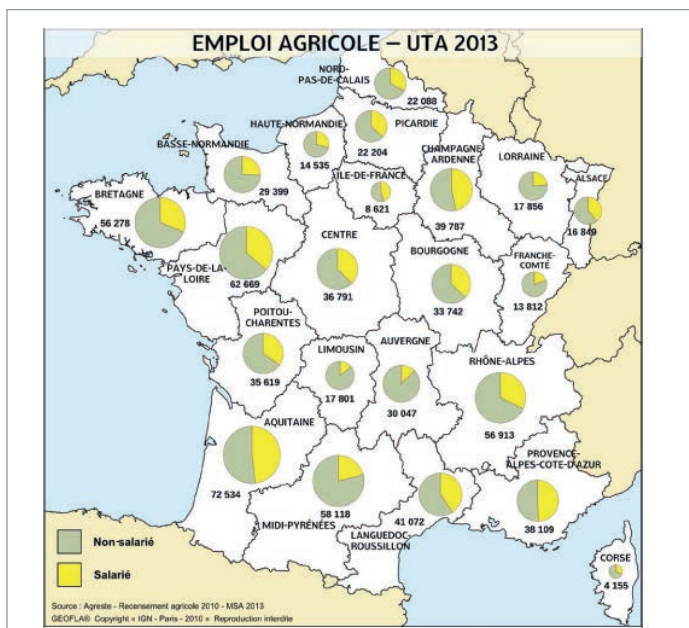 EMPLOI AGRICOLE – UTA 2013
NORD-
PAS-DE-CALAIS
22 088
HAUTE-NORMANDIE
14 535
PICARDIE
22 204
BASSE-NORMANDIE
29 399
ILE-DE-FRANCE
8 621
CHAMPAGNE
ARDENNE
39 787
LORRAINE
17 856
ALSACE
16 849
BRETAGNE
56 278
PAYS-DE-LA-
LOIRE
62 669
CENTRE
36 791
BOURGOGNE
33 742
FRANCHE-
COMTÉ
13 812
POITOU-
CHARENTES
35 619
LIMOUSIN
17 801
AUVERGNE
30 047
RHÔNE-ALPES
56 913
AQUITAINE
72 534
58 118
MIDI-PYRÉNÉES
41 072
LANGUEDOC-
ROUSSILLON
PROVENCE-
ALPES-COTE-D'AZUR
38 109
CORSE
4 155
Non-salarié
Salarié
Source : Agreste - Recensement agricole 2010 - MSA 2013
GEOFLA® Copyright « IGN - Paris - 2010 » Reproduction interdite